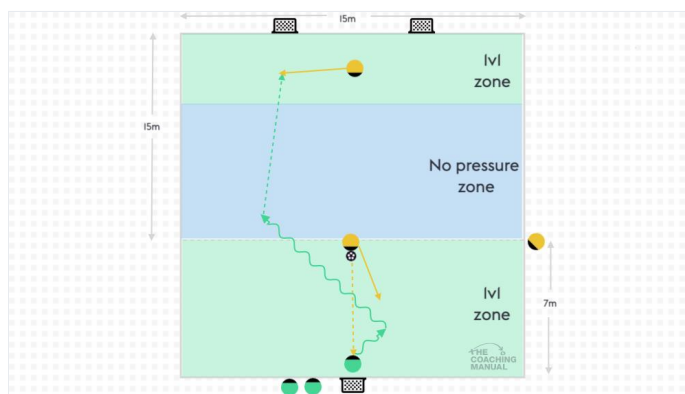 15m
1v1
zone
15m
No pressure
zone
1v1
zone
7m
THE
COACHING
MANUAL